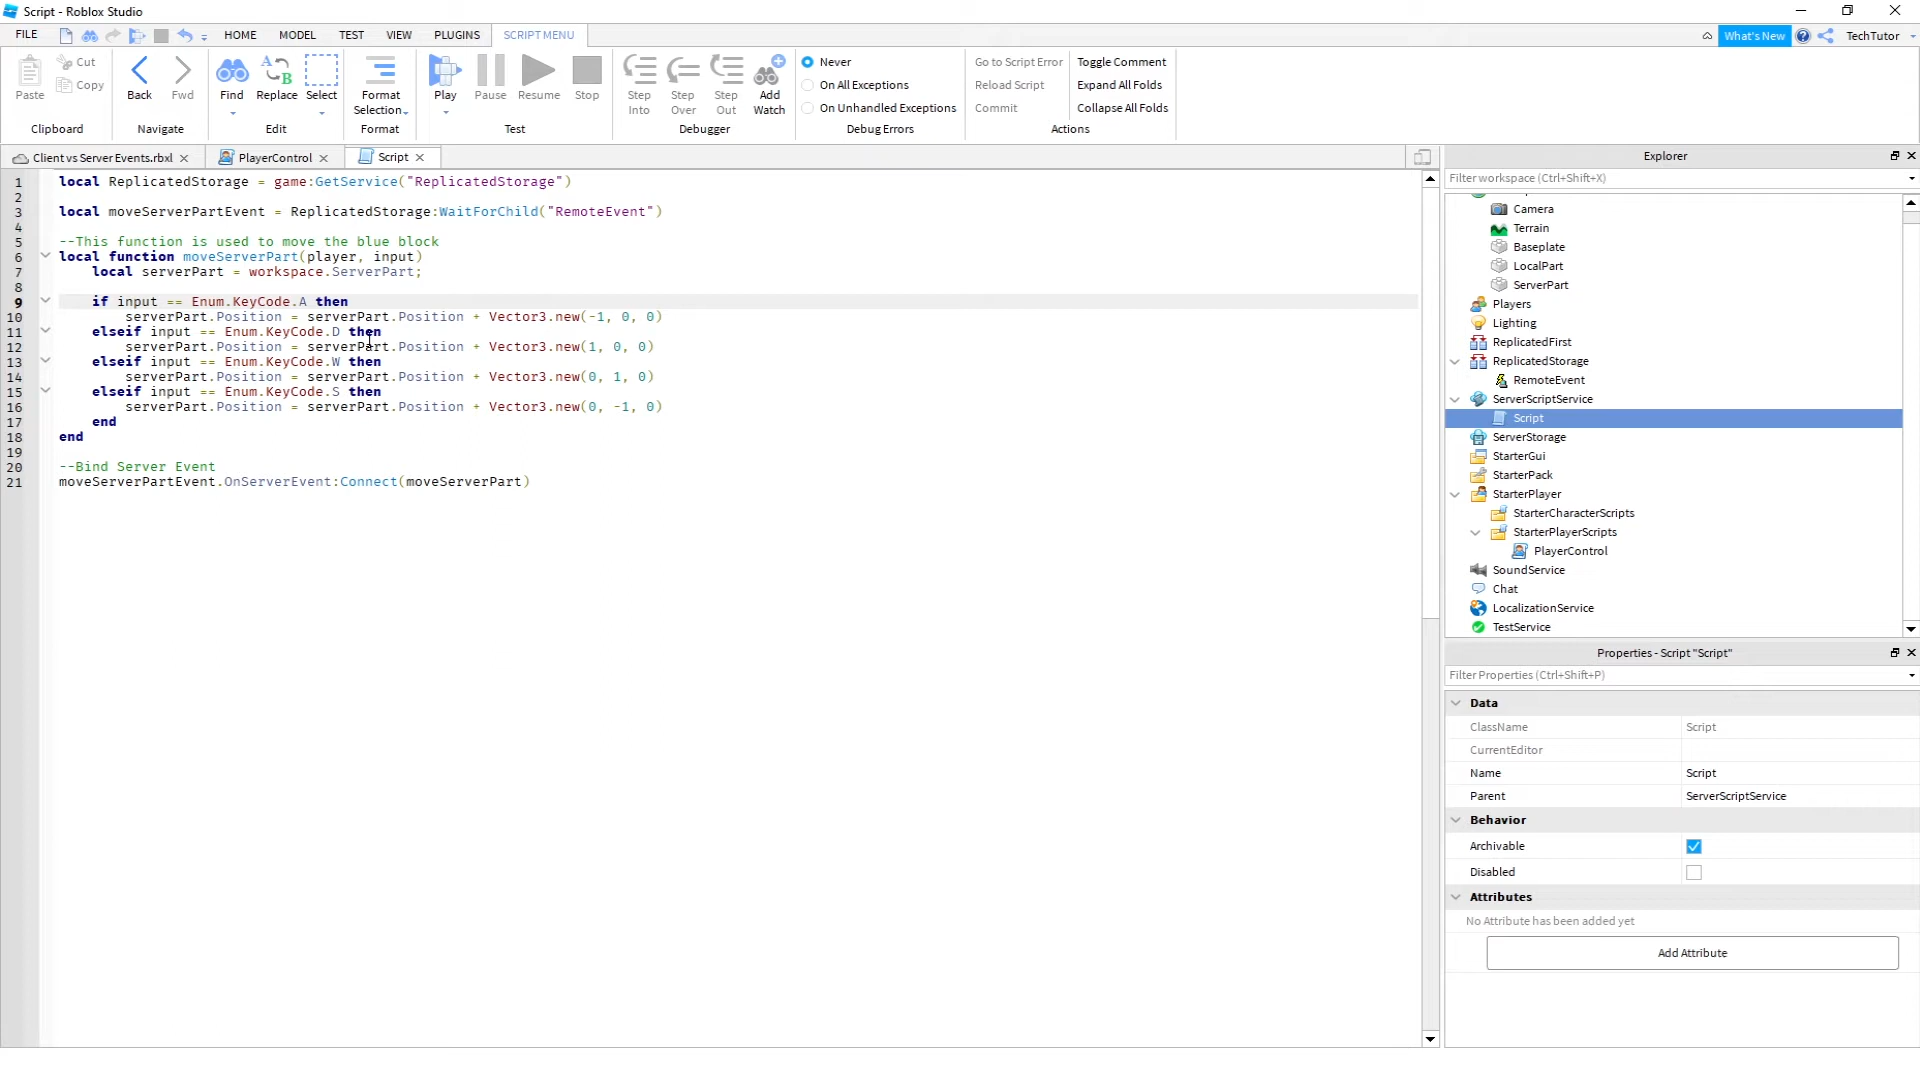 Script - Roblox Studio
FILE HOME MODEL TEST VIEW PLUGINS SCRIPT MENU What's New TechTutor
Paste Cut Copy
Clipboard
Back Fwd
Navigate
Find Replace Select
Edit
Format Selection
Format
Play Pause Resume Stop
Test
Step Into Step Over Step Out Add Watch
Debugger
Never
On All Exceptions
On Unhandled Exceptions
Debug Errors
Go to Script Error Toggle Comment
Reload Script Expand All Folds
Commit Collapse All Folds
Actions
Client vs Server Events.rbxl PlayerControl Script
1 local ReplicatedStorage = game:GetService("ReplicatedStorage")
2
3 local moveServerPartEvent = ReplicatedStorage:WaitForChild("RemoteEvent")
4
5 --This function is used to move the blue block
6 local function moveServerPart(player, input)
7 local serverPart = workspace.ServerPart;
8
9 if input == Enum.KeyCode.A then
10 serverPart.Position = serverPart.Position + Vector3.new(-1, 0, 0)
11 elseif input == Enum.KeyCode.D then
12 serverPart.Position = serverPart.Position + Vector3.new(1, 0, 0)
13 elseif input == Enum.KeyCode.W then
14 serverPart.Position = serverPart.Position + Vector3.new(0, 1, 0)
15 elseif input == Enum.KeyCode.S then
16 serverPart.Position = serverPart.Position + Vector3.new(0, -1, 0)
17 end
18 end
19
20 --Bind Server Event
21 moveServerPartEvent.OnServerEvent:Connect(moveServerPart)
Explorer
Filter workspace (Ctrl+Shift+X)
Camera
Terrain
Baseplate
LocalPart
ServerPart
Players
Lighting
ReplicatedFirst
ReplicatedStorage
RemoteEvent
ServerScriptService
Script
ServerStorage
StarterGui
StarterPack
StarterPlayer
StarterCharacterScripts
StarterPlayerScripts
PlayerControl
SoundService
Chat
LocalizationService
TestService
Properties - Script "Script"
Filter Properties (Ctrl+Shift+P)
Data
ClassName Script
CurrentEditor
Name Script
Parent ServerScriptService
Behavior
Archivable
Disabled
Attributes
No Attribute has been added yet
Add Attribute